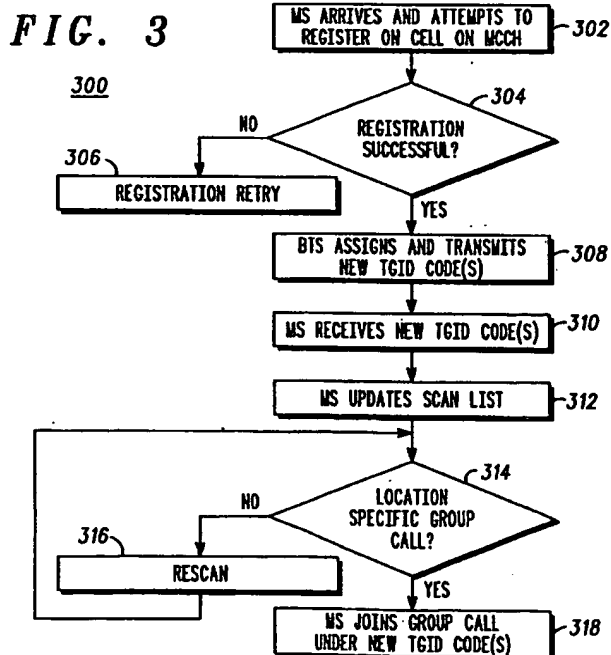 FIG. 3
300
MS ARRIVES AND ATTEMPTS TO
REGISTER ON CELL ON MCCH
302
304
REGISTRATION
SUCCESSFUL?
NO
306
REGISTRATION RETRY
YES
BTS ASSIGNS AND TRANSMITS
NEW TGID CODE(S)
308
MS RECEIVES NEW TGID CODE(S)
310
MS UPDATES SCAN LIST
312
314
LOCATION
SPECIFIC GROUP
CALL?
NO
316
RESCAN
YES
MS JOINS GROUP CALL
UNDER NEW TGID CODE(S)
318